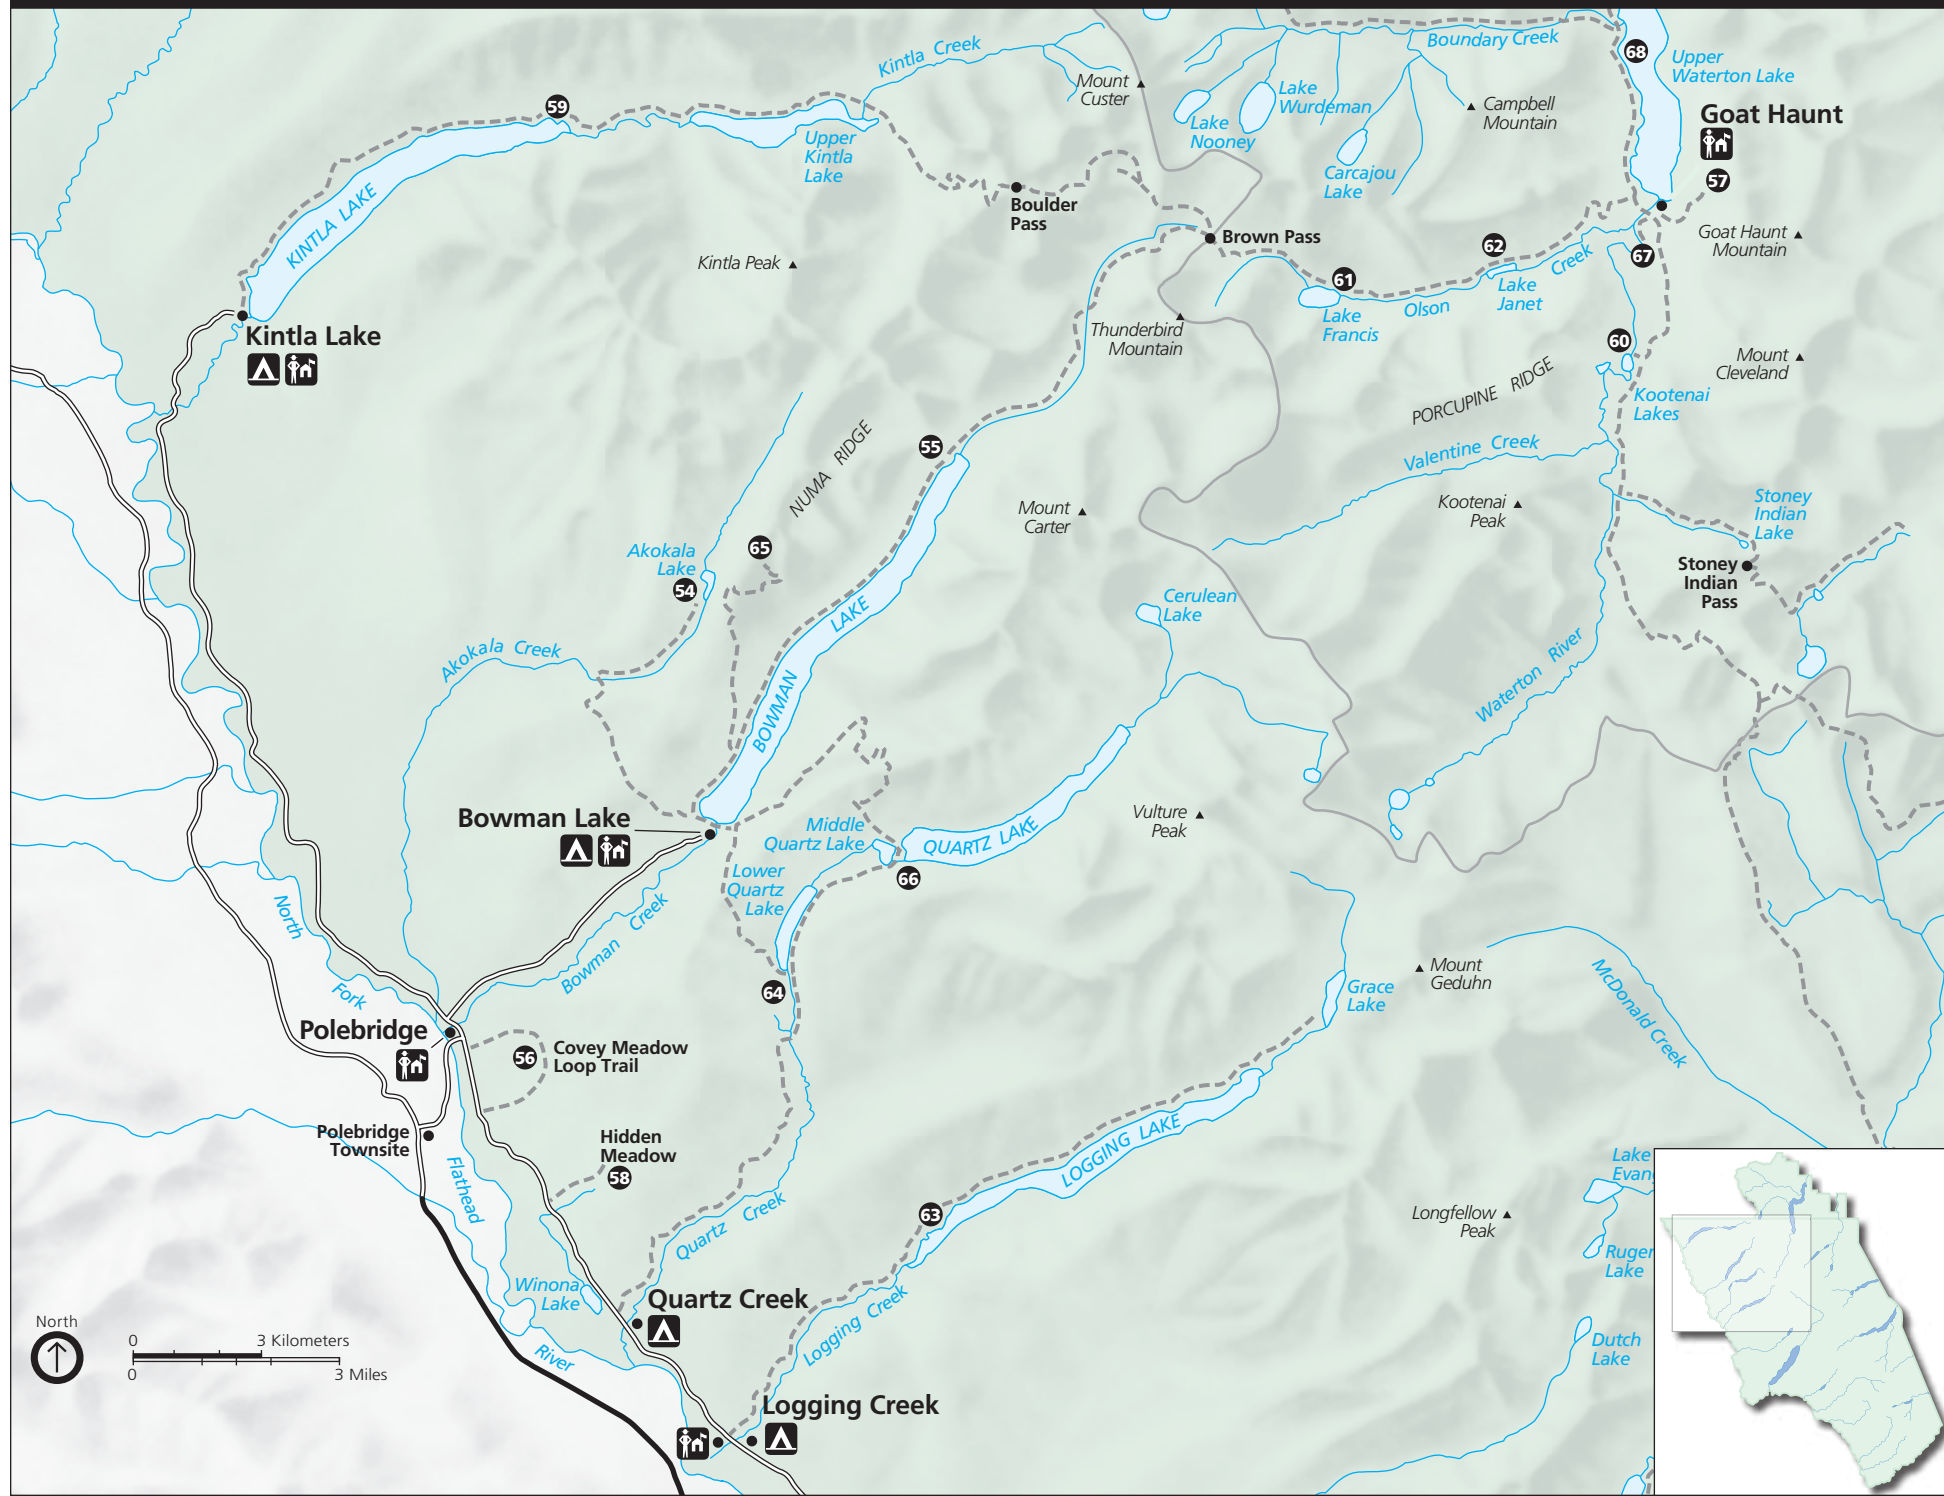 Kintla Creek
Boundary Creek
68
Upper
Waterton Lake
Mount
Custer
Lake
Wurdeman
Campbell
Mountain
Goat Haunt
59
Lake
Nooney
Upper
Kintla
Lake
Carcajou
Lake
57
KINTLA LAKE
Boulder
Pass
Brown Pass
Goat Haunt
Mountain
62
67
Kintla Peak
61
Creek
Lake
Janet
Olson
Lake
Francis
Kintla Lake
Thunderbird
Mountain
60
Mount
Cleveland
PORCUPINE RIDGE
Kootenai
Lakes
NUMA RIDGE
55
Valentine Creek
Mount
Carter
Kootenai
Peak
Stoney
Indian
Lake
65
Akokala
Lake
54
Stoney
Indian
Pass
Cerulean
Lake
BOWMAN LAKE
Akokala Creek
Waterton River
Bowman Lake
Middle
Quartz Lake
QUARTZ LAKE
Vulture
Peak
Lower
Quartz
Lake
66
North
Fork
Bowman Creek
64
Mount
Geduhn
Grace
Lake
McDonald Creek
Polebridge
56
Covey Meadow
Loop Trail
Polebridge
Townsite
Hidden
Meadow
58
LOGGING LAKE
Lake
Evan
Flathead
63
Quartz Creek
Longfellow
Peak
Ruger
Lake
Winona
Lake
Quartz Creek
Logging Creek
North
0
3 Kilometers
0
3 Miles
River
Dutch
Lake
Logging Creek